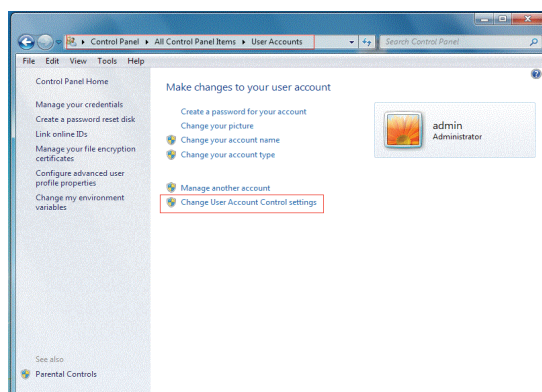 Control Panel ▸ All Control Panel Items ▸ User Accounts
Search Control Panel
File Edit View Tools Help
Control Panel Home
Manage your credentials
Create a password reset disk
Link online IDs
Manage your file encryption
certificates
Configure advanced user
profile properties
Change my environment
variables
See also
Parental Controls
Make changes to your user account
Create a password for your account
Change your picture
Change your account name
Change your account type
Manage another account
Change User Account Control settings
admin
Administrator